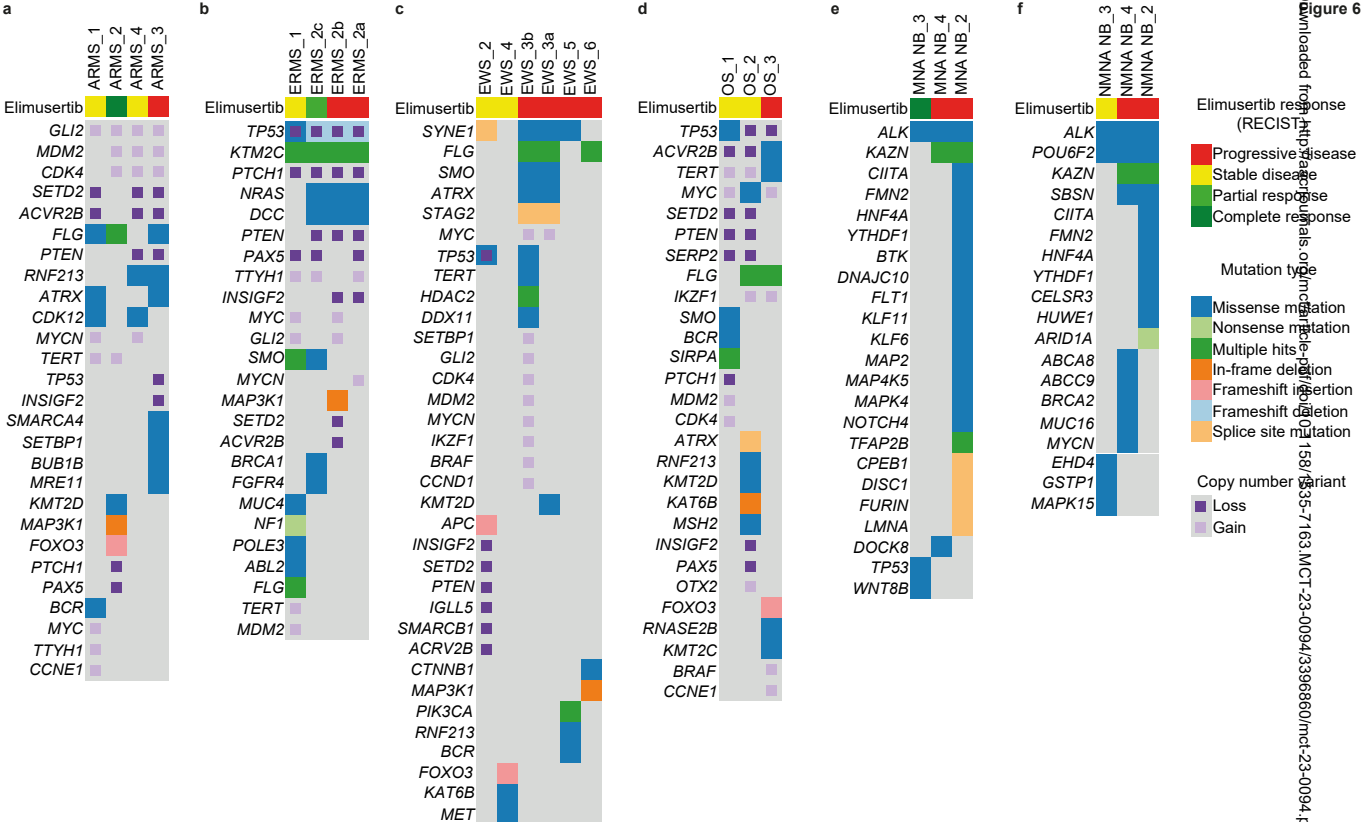 a
ARMS_1
ARMS_2
ARMS_4
ARMS_3
Elimusertib
GLI2
MDM2
CDK4
SETD2
ACVR2B
FLG
PTEN
RNF213
ATRX
CDK12
MYCN
TERT
TP53
INSIGF2
SMARCA4
SETBP1
BUB1B
MRE11
KMT2D
MAP3K1
FOXO3
PTCH1
PAX5
BCR
MYC
TTYH1
CCNE1
b
ERMS_1
ERMS_2c
ERMS_2b
ERMS_2a
Elimusertib
TP53
KTM2C
PTCH1
NRAS
DCC
PTEN
PAX5
TTYH1
INSIGF2
MYC
GLI2
SMO
MYCN
MAP3K1
SETD2
ACVR2B
BRCA1
FGFR4
MUC4
NF1
POLE3
ABL2
FLG
TERT
MDM2
c
EWS_2
EWS_4
EWS_3b
EWS_3a
EWS_5
EWS_6
Elimusertib
SYNE1
FLG
SMO
ATRX
STAG2
MYC
TP53
TERT
HDAC2
DDX11
SETBP1
GLI2
CDK4
MDM2
MYCN
IKZF1
BRAF
CCND1
KMT2D
APC
INSIGF2
SETD2
PTEN
IGLL5
SMARCB1
ACRV2B
CTNNB1
MAP3K1
PIK3CA
RNF213
BCR
FOXO3
KAT6B
MET
d
OS_1
OS_2
OS_3
Elimusertib
TP53
ACVR2B
TERT
MYC
SETD2
PTEN
SERP2
FLG
IKZF1
SMO
BCR
SIRPA
PTCH1
MDM2
CDK4
ATRX
RNF213
KMT2D
KAT6B
MSH2
INSIGF2
PAX5
OTX2
FOXO3
RNASE2B
KMT2C
BRAF
CCNE1
e
MNA NB_3
MNA NB_4
MNA NB_2
Elimusertib
ALK
KAZN
CIITA
FMN2
HNF4A
YTHDF1
BTK
DNAJC10
FLT1
KLF11
KLF6
MAP2
MAP4K5
MAPK4
NOTCH4
TFAP2B
CPEB1
DISC1
FURIN
LMNA
DOCK8
TP53
WNT8B
f
NMNA NB_3
NMNA NB_4
NMNA NB_2
Elimusertib
ALK
POU6F2
KAZN
SBSN
CIITA
FMN2
HNF4A
YTHDF1
CELSR3
HUWE1
ARID1A
ABCA8
ABCC9
BRCA2
MUC16
MYCN
EHD4
GSTP1
MAPK15
Figure 6
Elimusertib response
(RECIST)
Progressive disease
Stable disease
Partial response
Complete response
Mutation type
Missense mutation
Nonsense mutation
Multiple hits
In-frame deletion
Frameshift insertion
Frameshift deletion
Splice site mutation
Copy number variant
Loss
Gain